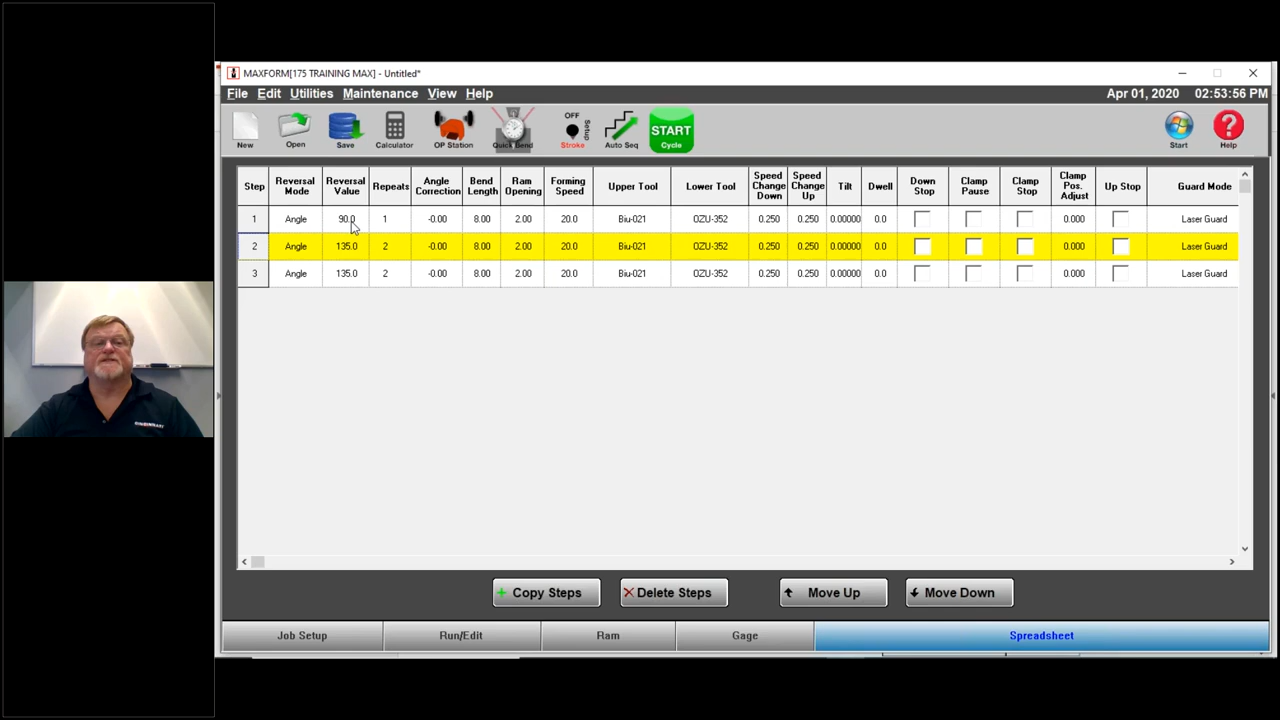 MAXFORM[175 TRAINING MAX] - Untitled*
File Edit Utilities Maintenance View Help Apr 01, 2020 02:53:56 PM
New Open Save Calculator OP Station Quick Bend OFF Setup Stroke Auto Seq START Cycle Start Help
Step Reversal Mode Reversal Value Repeats Angle Correction Bend Length Ram Opening Forming Speed Upper Tool Lower Tool Speed Change Down Speed Change Up Tilt Dwell Down Stop Clamp Pause Clamp Stop Clamp Pos. Adjust Up Stop Guard Mode
1 Angle 90.0 1 -0.00 8.00 2.00 20.0 Biu-021 OZU-352 0.250 0.250 0.00000 0.0 0.000 Laser Guard
2 Angle 135.0 2 -0.00 8.00 2.00 20.0 Biu-021 OZU-352 0.250 0.250 0.00000 0.0 0.000 Laser Guard
3 Angle 135.0 2 -0.00 8.00 2.00 20.0 Biu-021 OZU-352 0.250 0.250 0.00000 0.0 0.000 Laser Guard
Copy Steps Delete Steps Move Up Move Down
Job Setup Run/Edit Ram Gage Spreadsheet